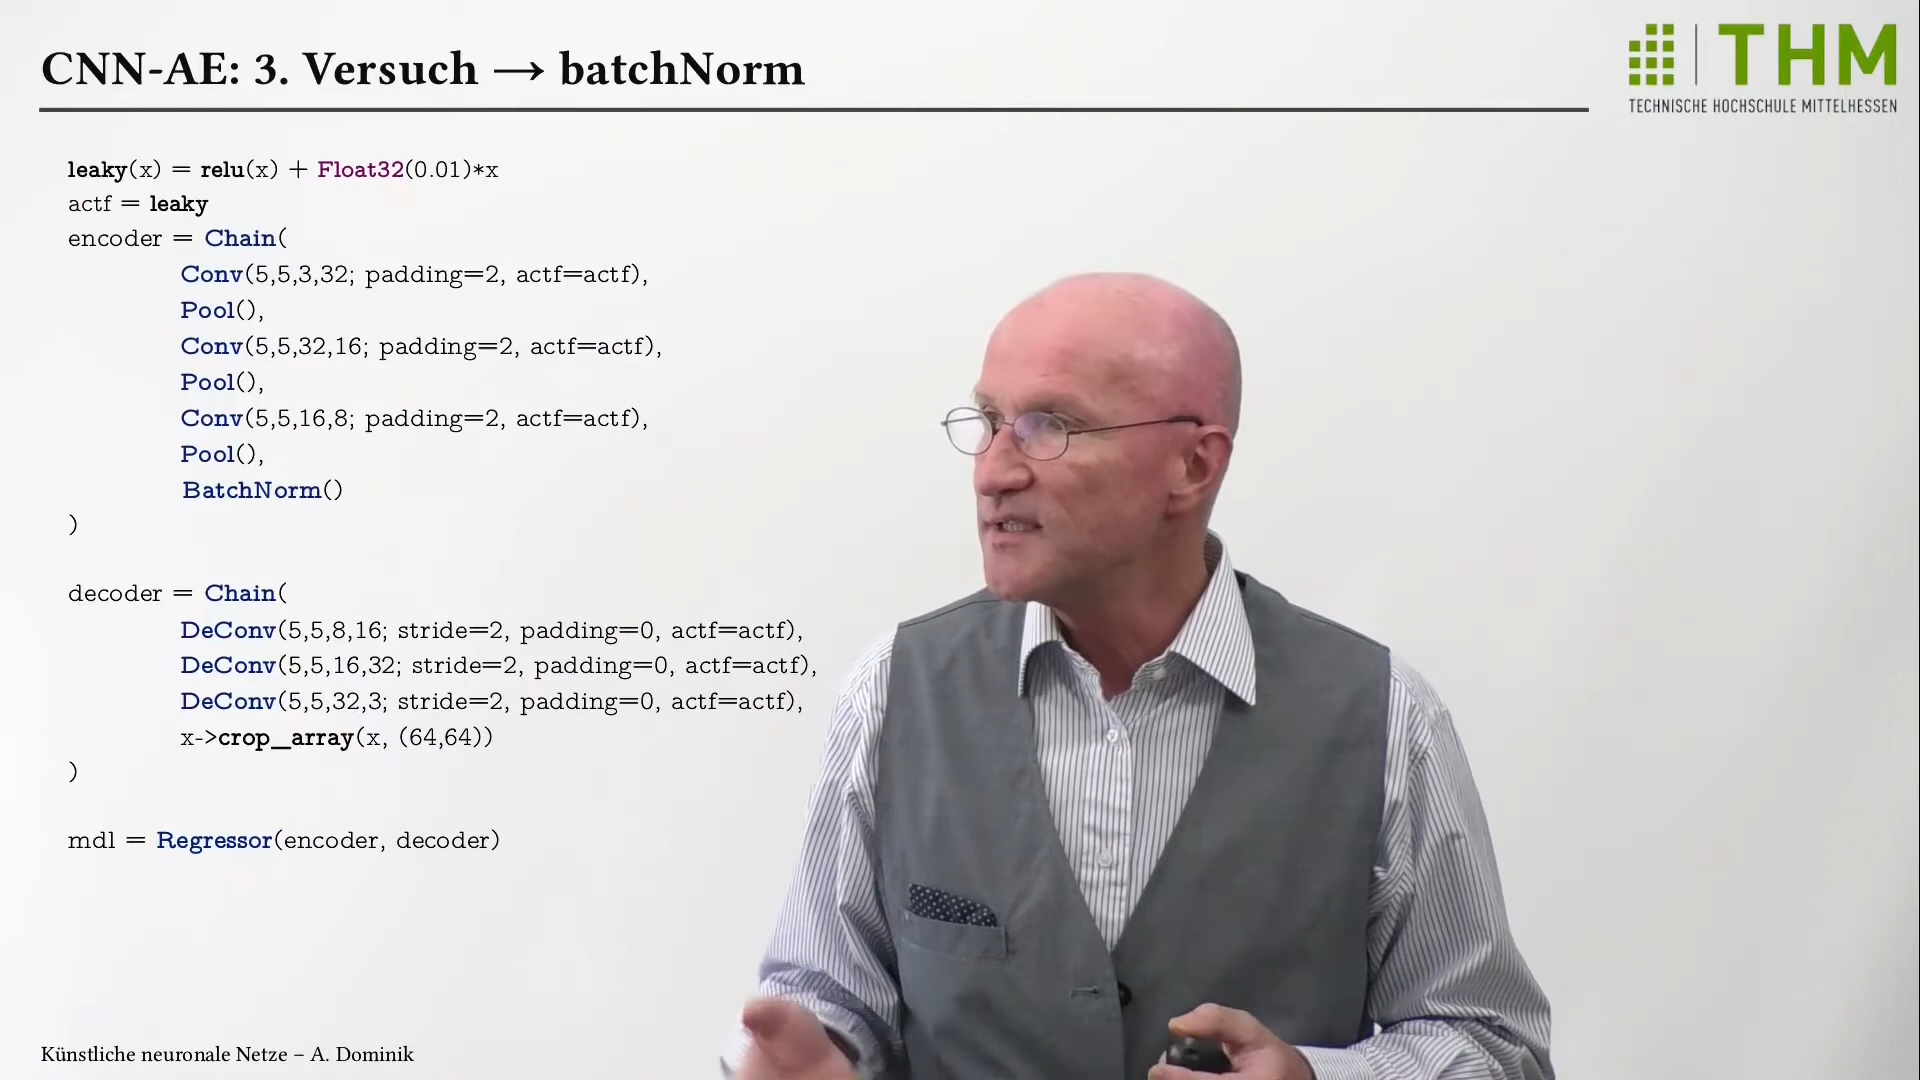 CNN-AE: 3. Versuch → batchNorm
THM
TECHNISCHE HOCHSCHULE MITTELHESSEN
leaky(x) = relu(x) + Float32(0.01)*x
actf = leaky
encoder = Chain(
Conv(5,5,3,32; padding=2, actf=actf),
Pool(),
Conv(5,5,32,16; padding=2, actf=actf),
Pool(),
Conv(5,5,16,8; padding=2, actf=actf),
Pool(),
BatchNorm()
)
decoder = Chain(
DeConv(5,5,8,16; stride=2, padding=0, actf=actf),
DeConv(5,5,16,32; stride=2, padding=0, actf=actf),
DeConv(5,5,32,3; stride=2, padding=0, actf=actf),
x->crop_array(x, (64,64))
)
mdl = Regressor(encoder, decoder)
Künstliche neuronale Netze – A. Dominik